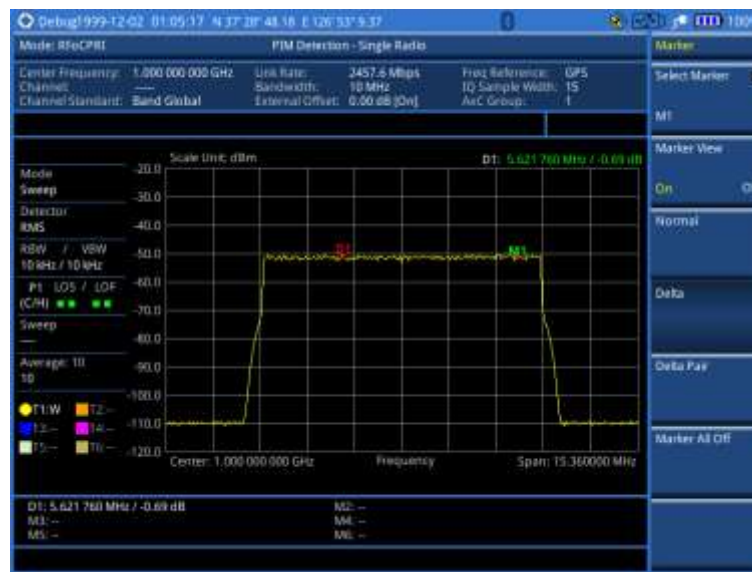 Debug1999-12-02 01:05:17 N 37° 28' 48.18 E 126° 53' 9.37
100%
Mode: RFoCPRI
PIM Detection - Single Radio
Marker
Center Frequency: 1.000 000 000 GHz
Link Rate: 2457.6 Mbps
Freq Reference: GPS
Channel: ----
Bandwidth: 10 MHz
IQ Sample Width: 15
Channel Standard: Band Global
External Offset: 0.00 dB [On]
AxC Group: 1
Select Marker
M1
Marker View
On
Normal
Delta
Delta Pair
Marker All Off
Scale Unit: dBm
D1: 5.621 760 MHz / -0.69 dB
Mode
Sweep
Detector
RMS
RBW / VBW
10 kHz / 10 kHz
P1 LOS / LOF
(C/H)
Sweep
---
Average: 10
10
T1:W T2:--
T3:-- T4:--
T5:-- T6:--
-20.0
-30.0
-40.0
-50.0
-60.0
-70.0
-80.0
-90.0
-100.0
-110.0
-120.0
M1
Center: 1.000 000 000 GHz
Frequency
Span: 15.360000 MHz
D1: 5.621 760 MHz / -0.69 dB
M2: --
M3: --
M4: --
M5: --
M6: --